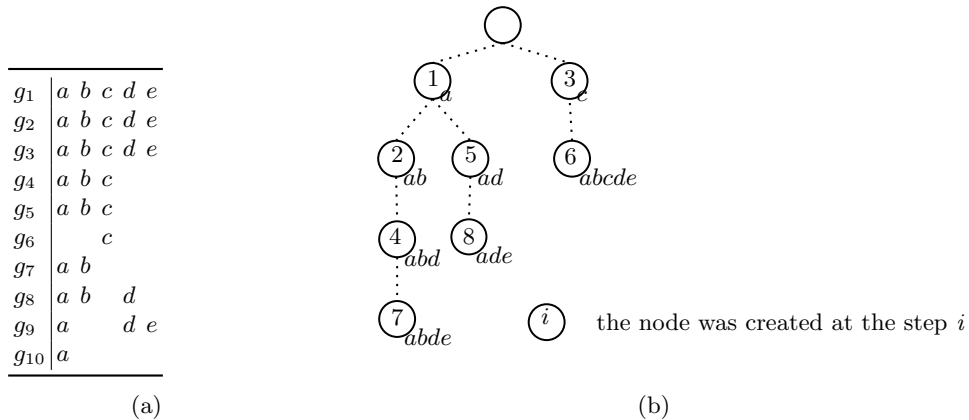 g1 a b c d e
g2 a b c d e
g3 a b c d e
g4 a b c
g5 a b c
g6 c
g7 a b
g8 a b d
g9 a d e
g10 a
(a)
1 a
3 c
2 ab
5 ad
6 abcde
4 abd
8 ade
7 abde
i the node was created at the step i
(b)